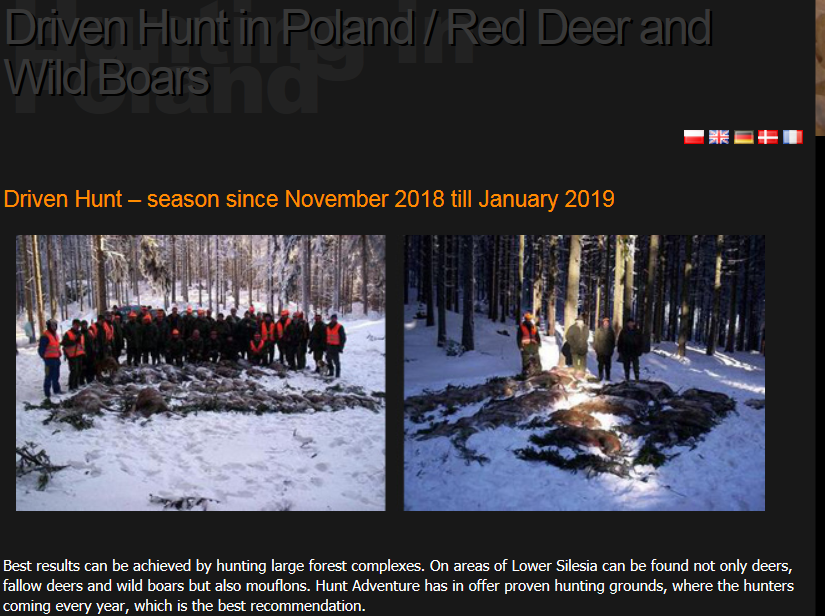 Driven Hunt in Poland / Red Deer and
Wild Boars
Hunting in
Poland
Driven Hunt – season since November 2018 till January 2019
Best results can be achieved by hunting large forest complexes. On areas of Lower Silesia can be found not only deers,
fallow deers and wild boars but also mouflons. Hunt Adventure has in offer proven hunting grounds, where the hunters
coming every year, which is the best recommendation.